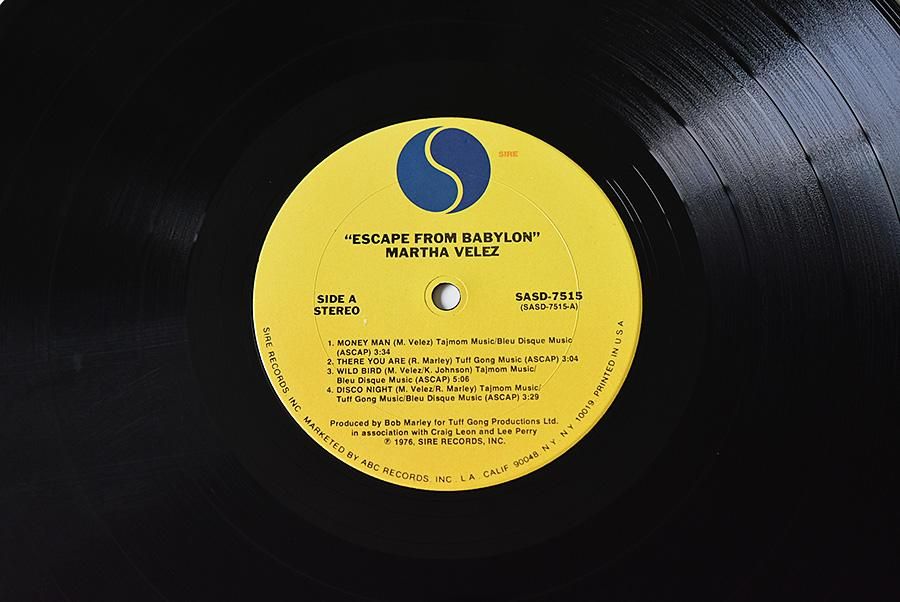 SIRE
“ESCAPE FROM BABYLON”
MARTHA VELEZ
SIDE A
STEREO
SASD-7515
(SASD-7515-A)
1. MONEY MAN (M. Velez) Tajmom Music/Bleu Disque Music
(ASCAP) 3:34
2. THERE YOU ARE (R. Marley) Tuff Gong Music (ASCAP) 3:04
3. WILD BIRD (M. Velez/K. Johnson) Tajmom Music/
Bleu Disque Music (ASCAP) 5:06
4. DISCO NIGHT (M. Velez/R. Marley) Tajmom Music/
Tuff Gong Music/Bleu Disque Music (ASCAP) 3:29
Produced by Bob Marley for Tuff Gong Productions Ltd.
in association with Craig Leon and Lee Perry
℗ 1976, SIRE RECORDS, INC.
SIRE RECORDS, INC. MARKETED BY ABC RECORDS, INC. L.A., CALIF. 90048, N.Y. N.Y. 10019 PRINTED IN U S A